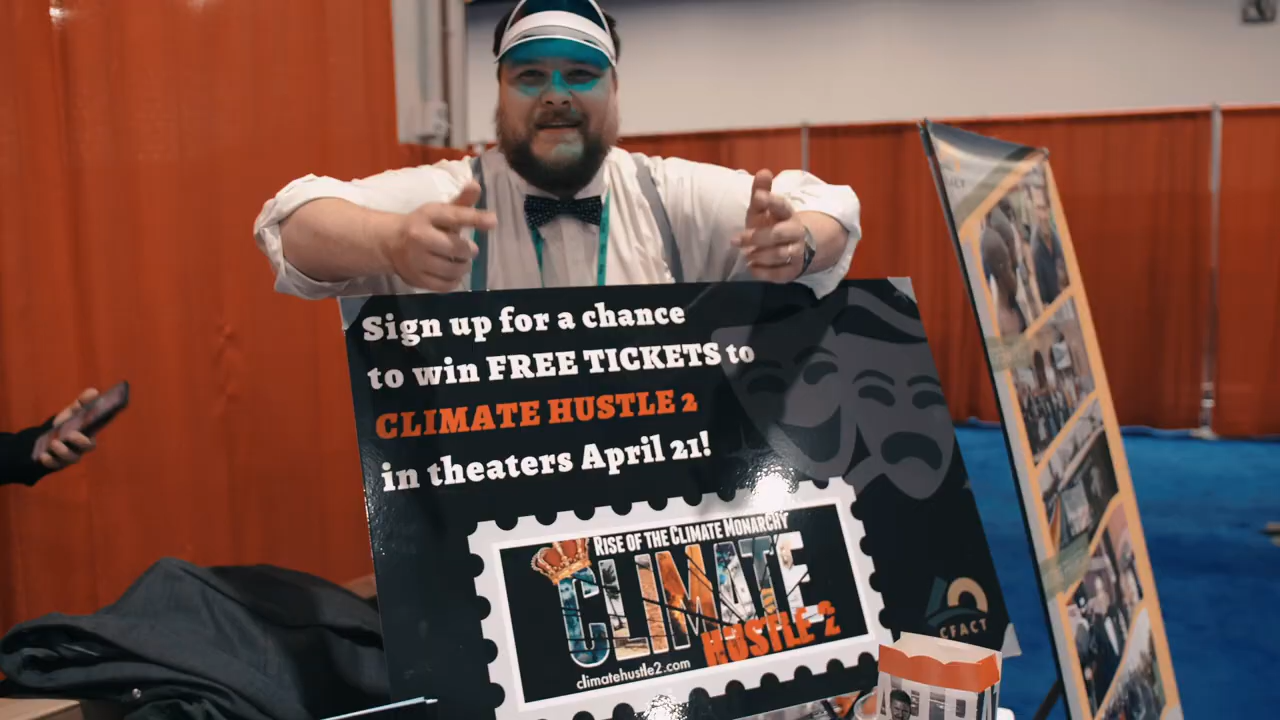 Sign up for a chance
to win FREE TICKETS to
CLIMATE HUSTLE 2
in theaters April 21!
RISE OF THE CLIMATE MONARCHY
CLIMATE
HUSTLE 2
climatehustle2.com
CFACT